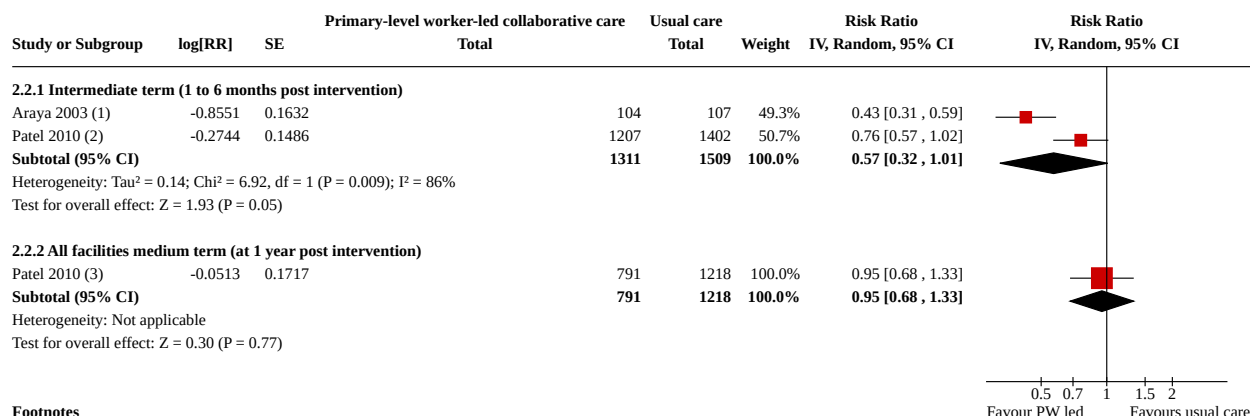 Primary-level worker-led collaborative care Usual care Risk Ratio Risk Ratio
Study or Subgroup log[RR] SE Total Total Weight IV, Random, 95% CI IV, Random, 95% CI
2.2.1 Intermediate term (1 to 6 months post intervention)
Araya 2003 (1) -0.8551 0.1632 104 107 49.3% 0.43 [0.31 , 0.59]
Patel 2010 (2) -0.2744 0.1486 1207 1402 50.7% 0.76 [0.57 , 1.02]
Subtotal (95% CI) 1311 1509 100.0% 0.57 [0.32 , 1.01]
Heterogeneity: Tau² = 0.14; Chi² = 6.92, df = 1 (P = 0.009); I² = 86%
Test for overall effect: Z = 1.93 (P = 0.05)
2.2.2 All facilities medium term (at 1 year post intervention)
Patel 2010 (3) -0.0513 0.1717 791 1218 100.0% 0.95 [0.68 , 1.33]
Subtotal (95% CI) 791 1218 100.0% 0.95 [0.68 , 1.33]
Heterogeneity: Not applicable
Test for overall effect: Z = 0.30 (P = 0.77)
0.5 0.7 1 1.5 2
Footnotes Favour PW led Favours usual care